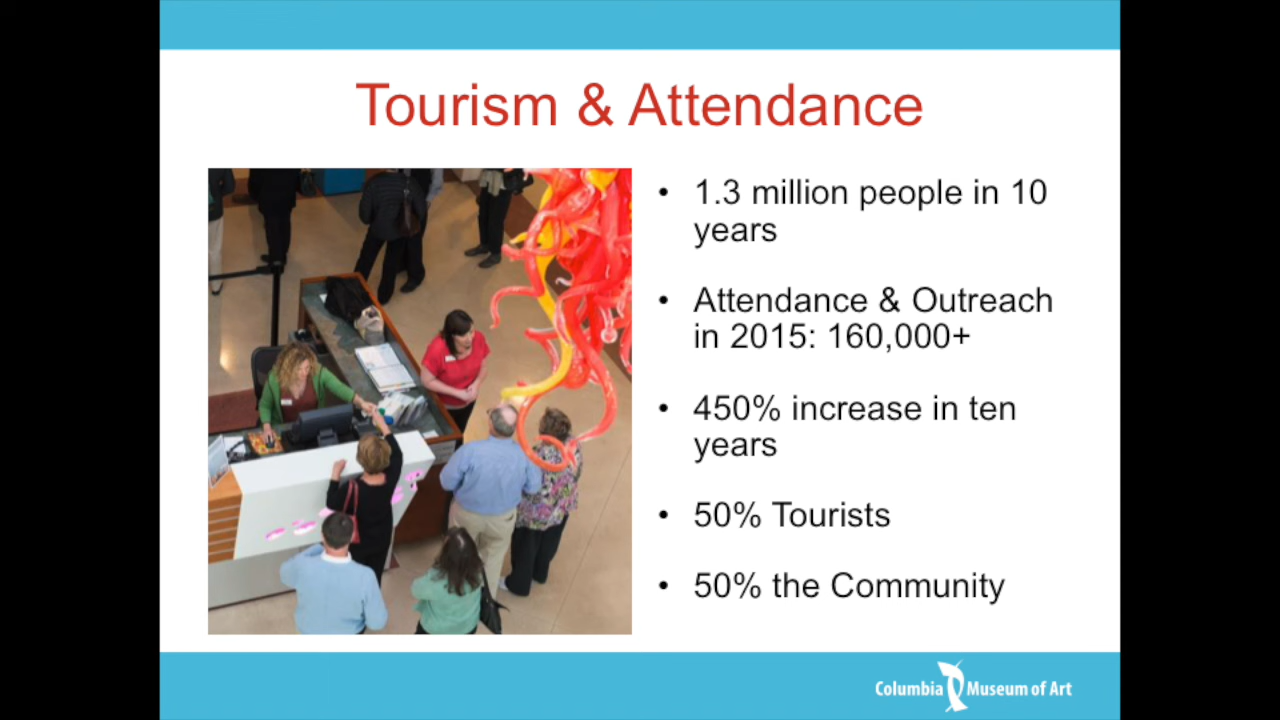 Tourism & Attendance
• 1.3 million people in 10
years
• Attendance & Outreach
in 2015: 160,000+
• 450% increase in ten
years
• 50% Tourists
• 50% the Community
Columbia Museum of Art